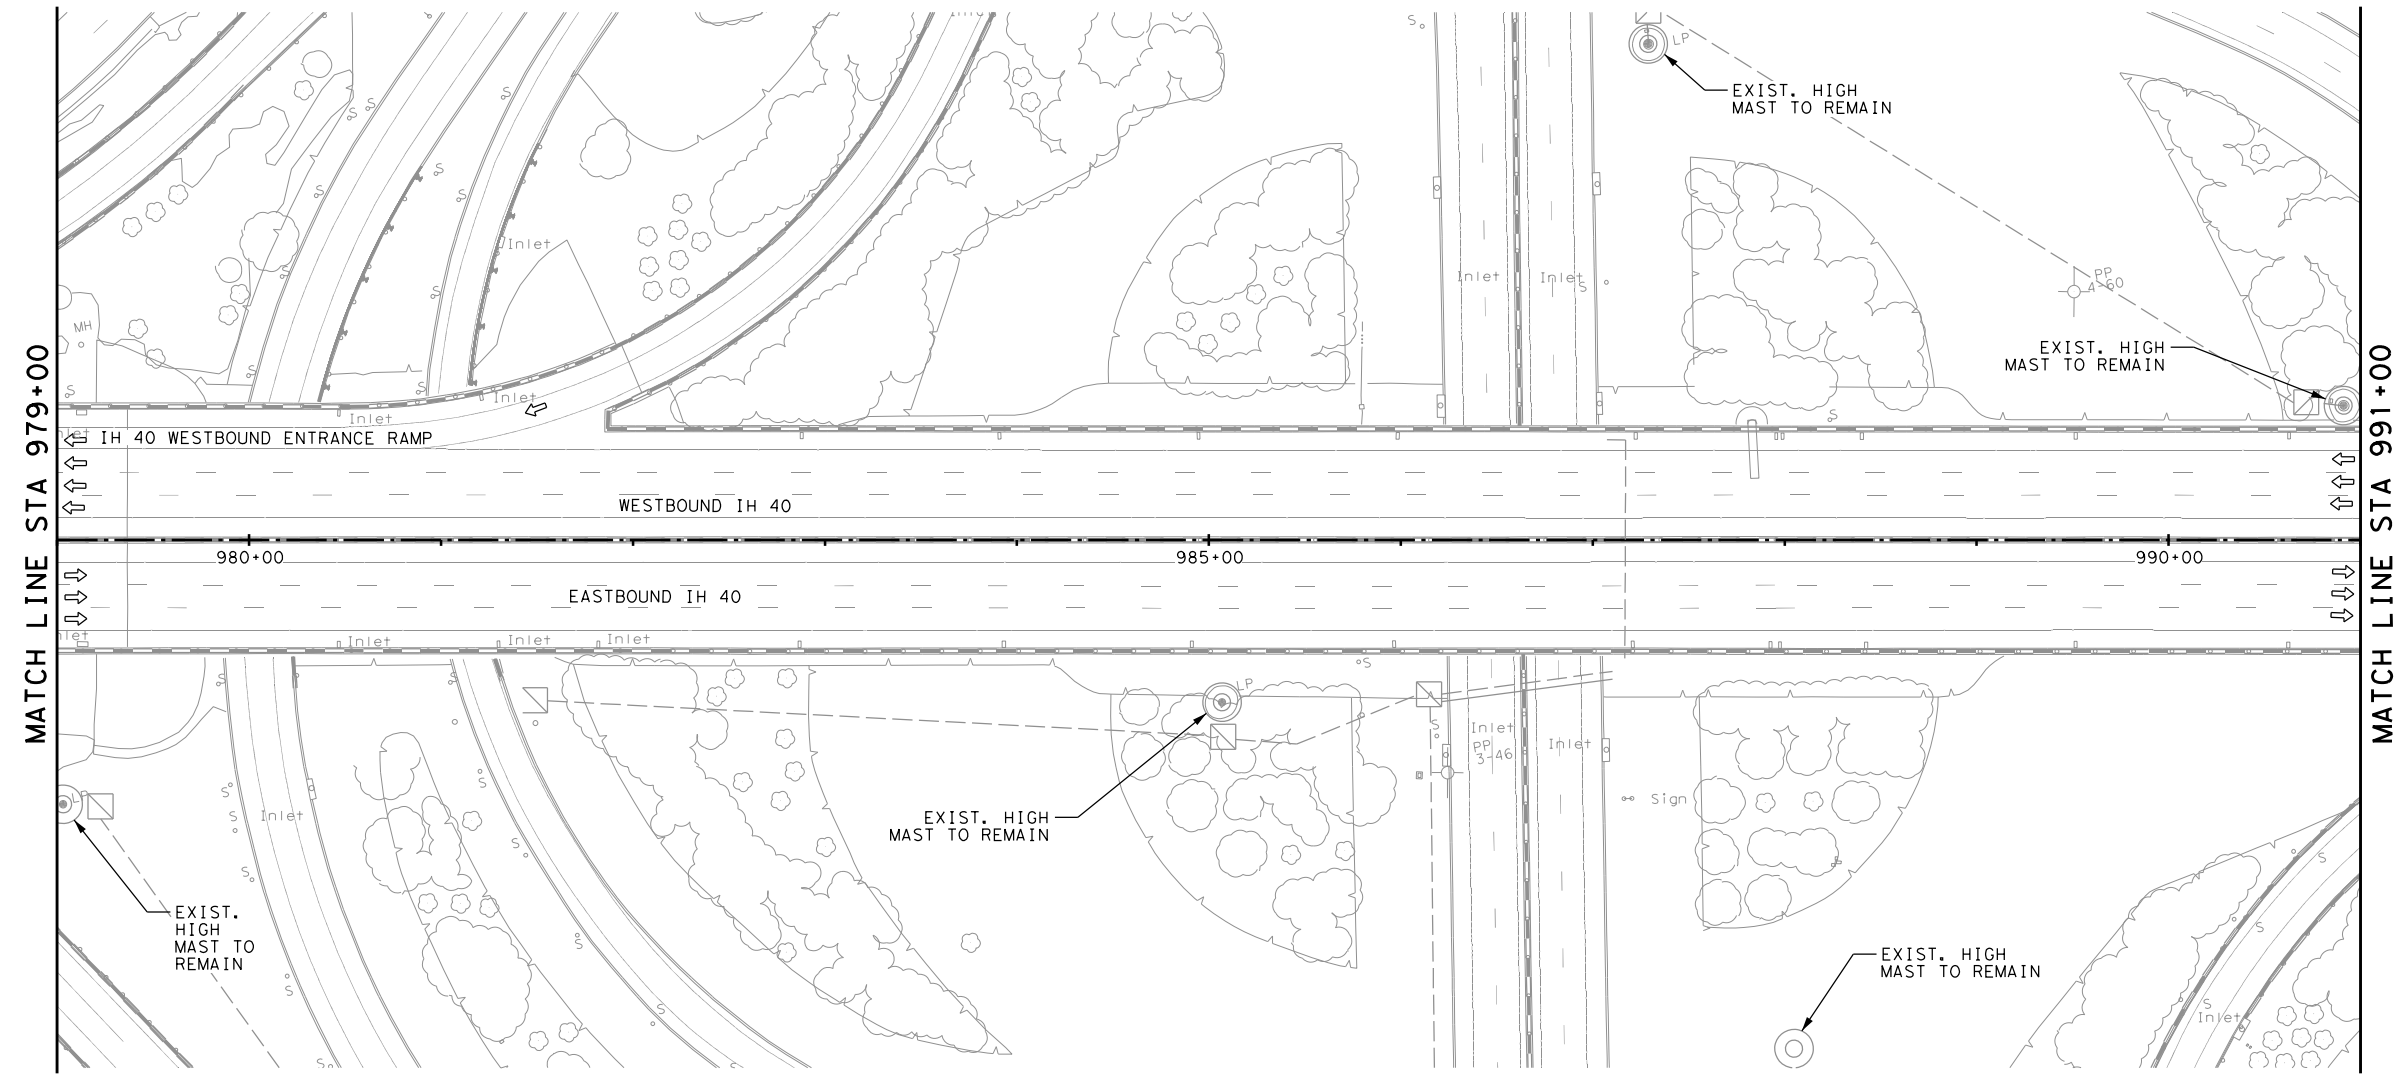 Inlet
S
LP
EXIST. HIGH
MAST TO REMAIN
S
S
S
S
S
S
Inlet
Inlet
Inlet
S
PP
4-60
S
S
MH
EXIST. HIGH
MAST TO REMAIN
S
S
S
S
Inlet
Inlet
S
IH 40 WESTBOUND ENTRANCE RAMP
MATCH LINE STA 979+00
MATCH LINE STA 991+00
WESTBOUND IH 40
980+00
985+00
990+00
EASTBOUND IH 40
Inlet
Inlet
Inlet
Inlet
S
S
S
LP
S
Inlet
Inlet
PP
3-46
S
S
LP
S
Inlet
Sign
EXIST. HIGH
MAST TO REMAIN
S
S
S
EXIST.
HIGH
MAST TO
REMAIN
S
S
EXIST. HIGH
MAST TO REMAIN
S
S
S
Inlet
S